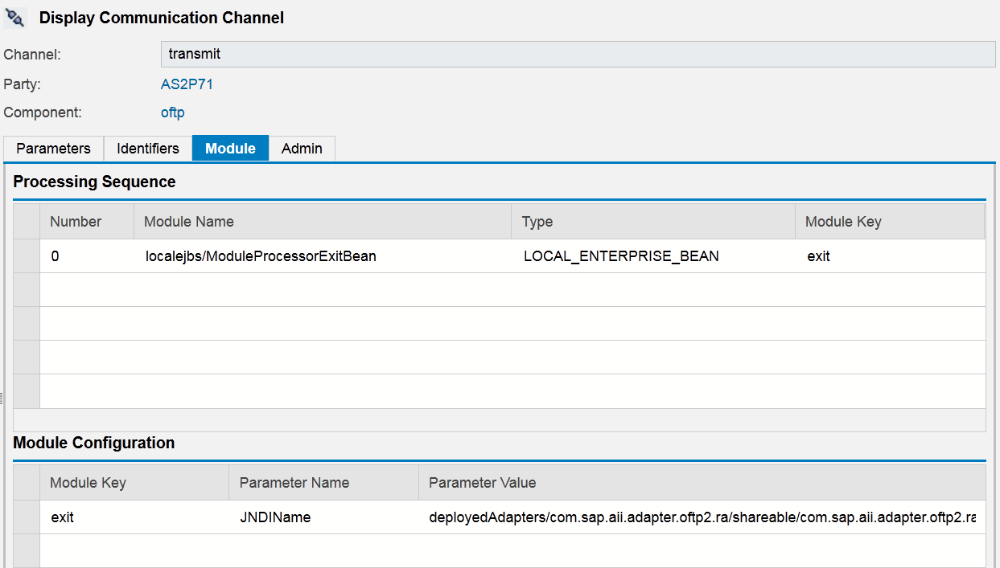 Display Communication Channel
Channel: transmit
Party: AS2P71
Component: oftp
Parameters Identifiers Module Admin
Processing Sequence
Number Module Name Type Module Key
0 localejbs/ModuleProcessorExitBean LOCAL_ENTERPRISE_BEAN exit
Module Configuration
Module Key Parameter Name Parameter Value
exit JNDIName deployedAdapters/com.sap.aii.adapter.oftp2.ra/shareable/com.sap.aii.adapter.oftp2.ra